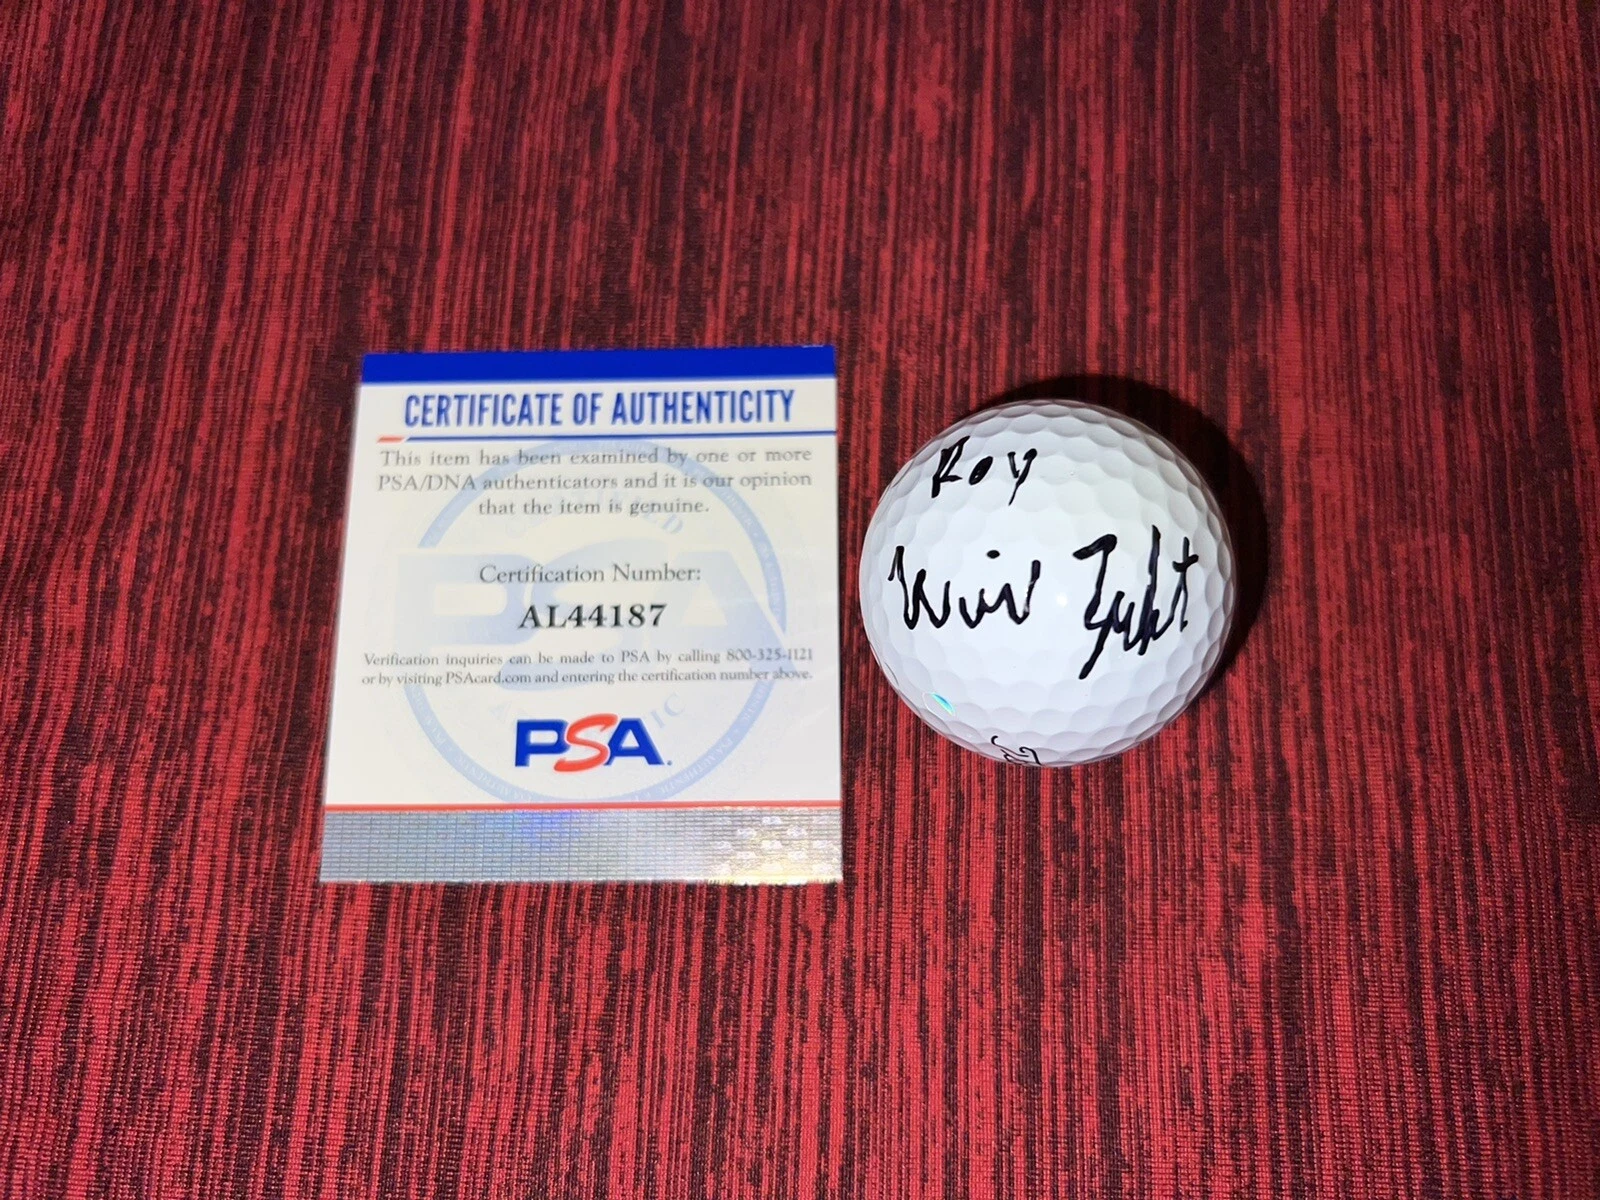 CERTIFICATE OF AUTHENTICITY
This item has been examined by one or more
PSA/DNA authenticators and it is our opinion
that the item is genuine.
Certification Number:
AL44187
Verification inquiries can be made to PSA by calling 800-325-1121
or by visiting PSAcard.com and entering the certification number above.
PSA
Roy